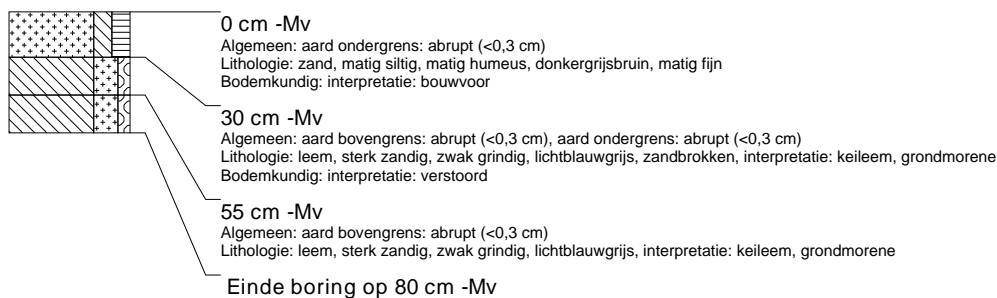 0 cm -Mv
Algemeen: aard ondergrens: abrupt (<0,3 cm)
Lithologie: zand, matig siltig, matig humeus, donkergrijsbruin, matig fijn
Bodemkundig: interpretatie: bouwvoor
30 cm -Mv
Algemeen: aard bovengrens: abrupt (<0,3 cm), aard ondergrens: abrupt (<0,3 cm)
Lithologie: leem, sterk zandig, zwak grindig, lichtblauwgrijs, zandbrokken, interpretatie: keileem, grondmorene
Bodemkundig: interpretatie: verstoord
55 cm -Mv
Algemeen: aard bovengrens: abrupt (<0,3 cm)
Lithologie: leem, sterk zandig, zwak grindig, lichtblauwgrijs, interpretatie: keileem, grondmorene
Einde boring op 80 cm -Mv